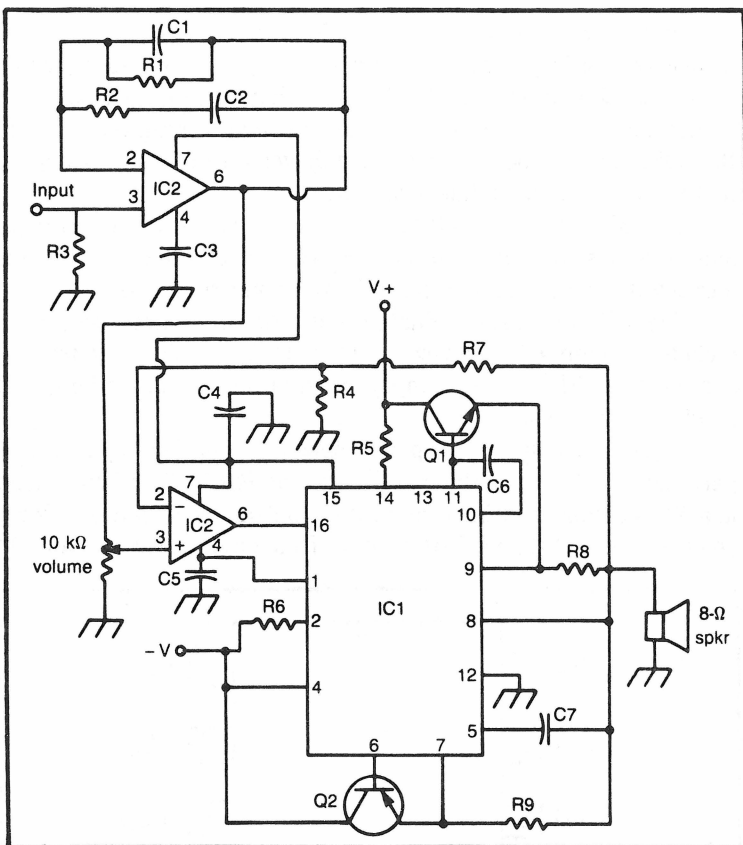 C1
R1
R2
C2
2
7
IC2
6
Input
3
4
R3
C3
V +
R7
C4
R4
R5
Q1
C6
7
15
14
13
11
2
−
6
16
10
IC2
3
+
4
10 kΩ
volume
C5
1
9
R8
R6
IC1
2
8
8-Ω
spkr
− V
12
4
5
C7
6
7
Q2
R9